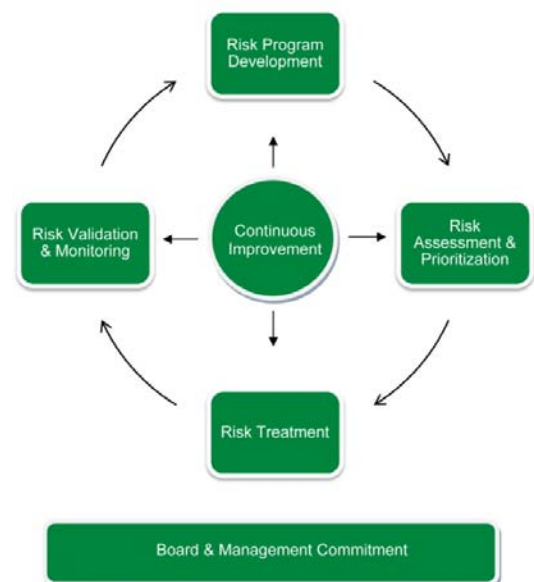 Risk Program
Development
Risk Validation
& Monitoring
Continuous
Improvement
Risk
Assessment &
Prioritization
Risk Treatment
Board & Management Commitment